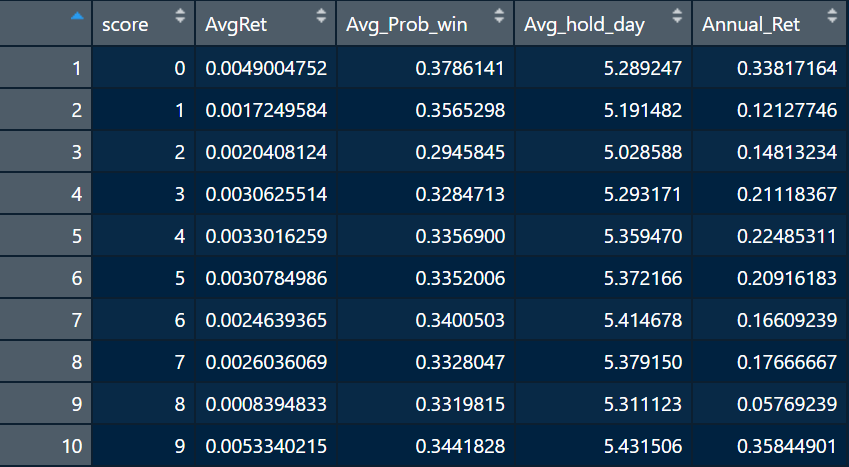 score AvgRet Avg_Prob_win Avg_hold_day Annual_Ret
1 0 0.0049004752 0.3786141 5.289247 0.33817164
2 1 0.0017249584 0.3565298 5.191482 0.12127746
3 2 0.0020408124 0.2945845 5.028588 0.14813234
4 3 0.0030625514 0.3284713 5.293171 0.21118367
5 4 0.0033016259 0.3356900 5.359470 0.22485311
6 5 0.0030784986 0.3352006 5.372166 0.20916183
7 6 0.0024639365 0.3400503 5.414678 0.16609239
8 7 0.0026036069 0.3328047 5.379150 0.17666667
9 8 0.0008394833 0.3319815 5.311123 0.05769239
10 9 0.0053340215 0.3441828 5.431506 0.35844901